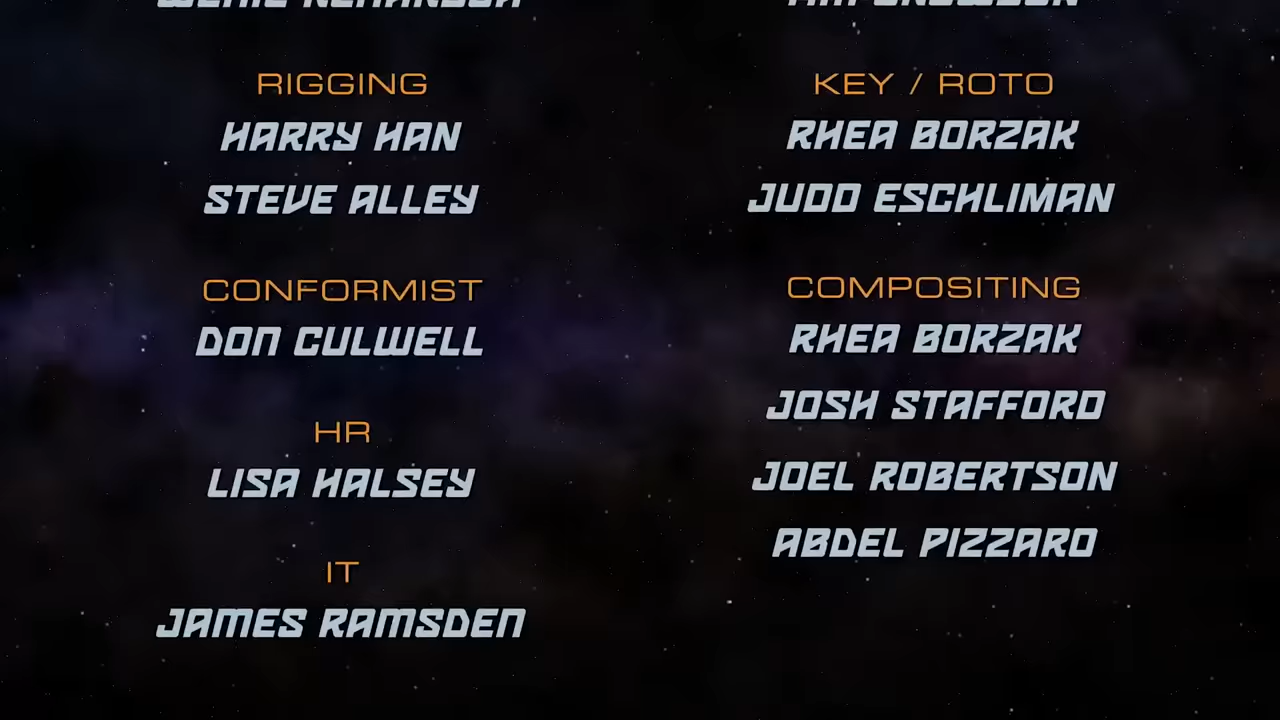 RIGGING
HARRY HAN
STEVE ALLEY
CONFORMIST
DON CULWELL
HR
LISA HALSEY
IT
JAMES RAMSDEN
KEY / ROTO
RHEA BORZAK
JUDD ESCHLIMAN
COMPOSITING
RHEA BORZAK
JOSH STAFFORD
JOEL ROBERTSON
ABDEL PIZZARO